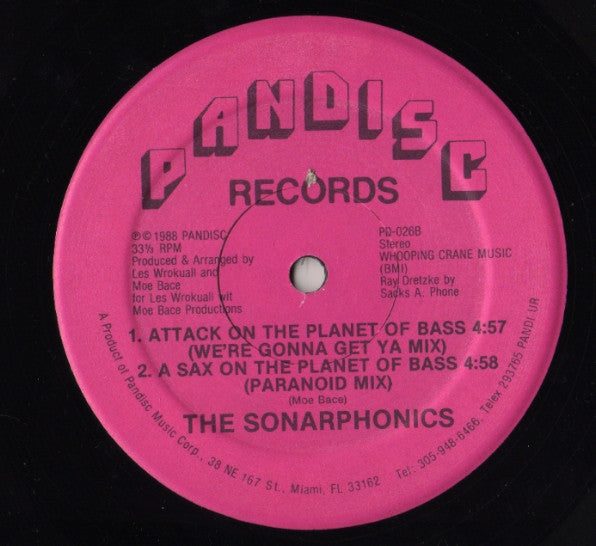 PANDISC
RECORDS
℗© 1988 PANDISC
33⅓ RPM
Produced & Arranged by
Les Wrokuall and
Moe Bace
for Les Wrokuall wit
Moe Bace Productions
PD-026B
Stereo
WHOOPING CRANE MUSIC
(BMI)
Ray Dretzke by
Sacks A. Phone
1. ATTACK ON THE PLANET OF BASS 4:57
(WE'RE GONNA GET YA MIX)
2. A SAX ON THE PLANET OF BASS 4:58
(PARANOID MIX)
(Moe Bace)
THE SONARPHONICS
A Product of Pandisc Music Corp., 38 NE 167 St., Miami, FL 33162 Tel: 305-948-6466, Telex 293765 PANDI UR